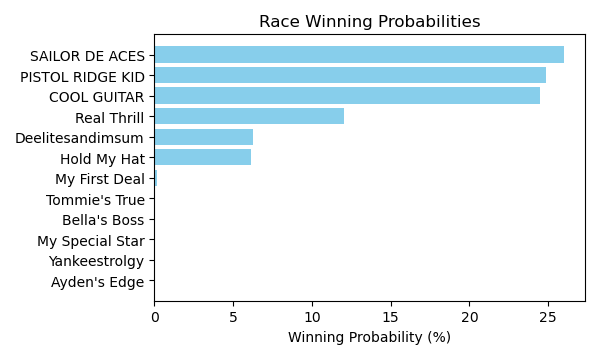 Race Winning Probabilities
SAILOR DE ACES
PISTOL RIDGE KID
COOL GUITAR
Real Thrill
Deelitesandimsum
Hold My Hat
My First Deal
Tommie's True
Bella's Boss
My Special Star
Yankeestrolgy
Ayden's Edge
0 5 10 15 20 25
Winning Probability (%)